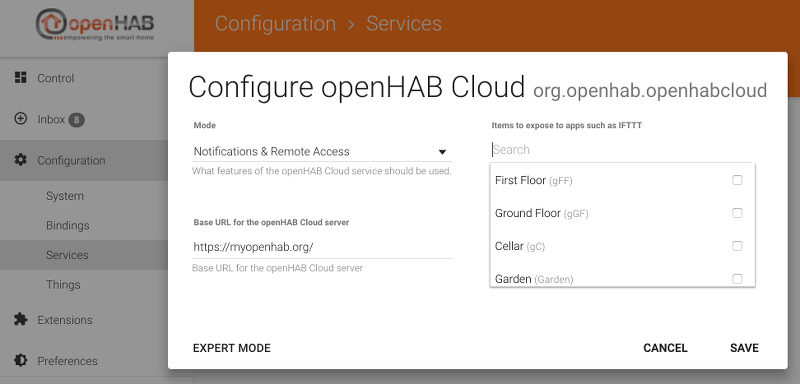 openHAB
empowering the smart home
Configuration > Services
Control
Inbox 8
Configuration
System
Bindings
Services
Things
Extensions
Preferences
Configure openHAB Cloud org.openhab.openhabcloud
Mode
Notifications & Remote Access
What features of the openHAB Cloud service should be used.
Base URL for the openHAB Cloud server
https://myopenhab.org/
Base URL for the openHAB Cloud server
Items to expose to apps such as IFTTT
Search
First Floor (gFF)
Ground Floor (gGF)
Cellar (gC)
Garden (Garden)
EXPERT MODE
CANCEL
SAVE